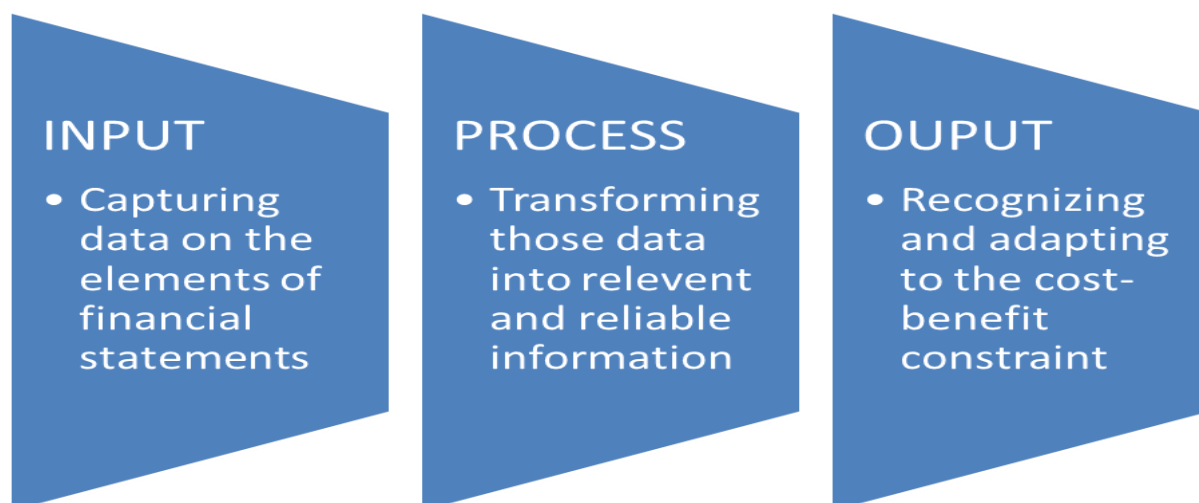 INPUT
• Capturing
data on the
elements of
financial
statements
PROCESS
• Transforming
those data
into relevent
and reliable
information
OUPUT
• Recognizing
and adapting
to the cost-
benefit
constraint